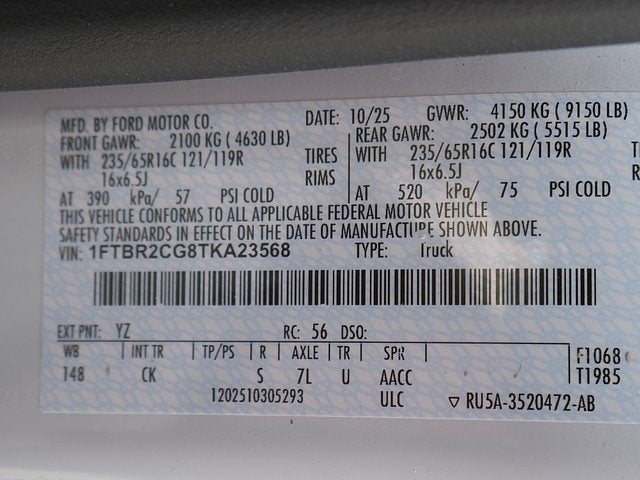 MFD. BY FORD MOTOR CO. DATE: 10/25 GVWR: 4150 KG ( 9150 LB)
FRONT GAWR: 2100 KG ( 4630 LB) REAR GAWR: 2502 KG ( 5515 LB)
WITH 235/65R16C 121/119R TIRES WITH 235/65R16C 121/119R
16x6.5J RIMS 16x6.5J
AT 390 kPa/ 57 PSI COLD AT 520 kPa/ 75 PSI COLD
THIS VEHICLE CONFORMS TO ALL APPLICABLE FEDERAL MOTOR VEHICLE
SAFETY STANDARDS IN EFFECT ON THE DATE OF MANUFACTURE SHOWN ABOVE.
VIN: 1FTBR2CG8TKA23568 TYPE: Truck
EXT PNT: YZ RC: 56 DSO:
WB INT TR TP/PS R AXLE TR SPR F1068
148 CK S 7L U AACC T1985
1202510305293 ULC ▽ RU5A-3520472-AB